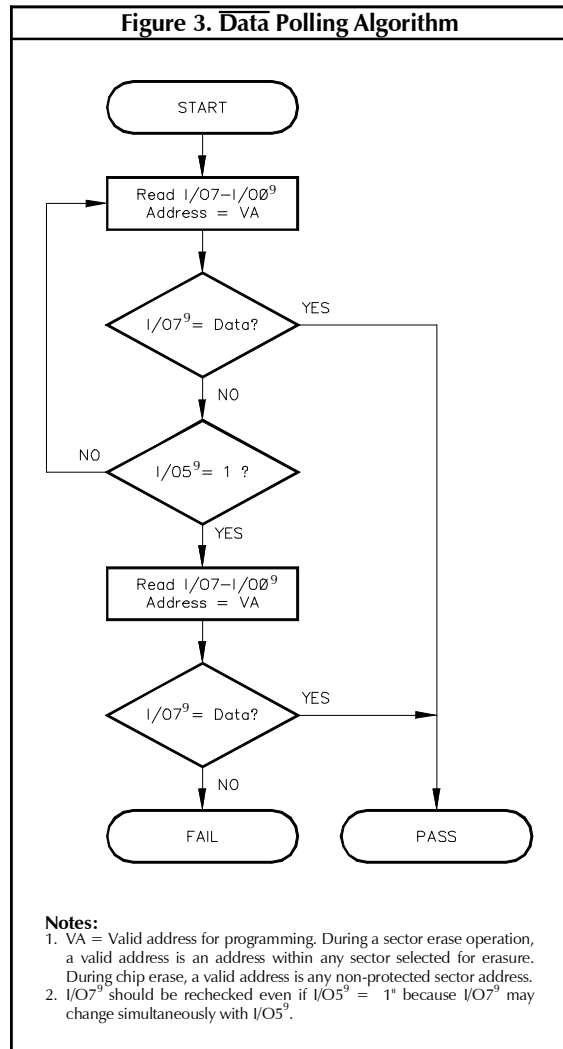 Figure 3. Data Polling Algorithm
START
Read I/O7-I/O0⁹
Address = VA
I/O7⁹= Data?
YES
NO
I/O5⁹= 1 ?
NO
YES
Read I/O7-I/O0⁹
Address = VA
I/O7⁹= Data?
YES
NO
FAIL
PASS
Notes:
1. VA = Valid address for programming. During a sector erase operation,
a valid address is an address within any sector selected for erasure.
During chip erase, a valid address is any non-protected sector address.
2. I/O7⁹ should be rechecked even if I/O5⁹ = 1" because I/O7⁹ may
change simultaneously with I/O5⁹.